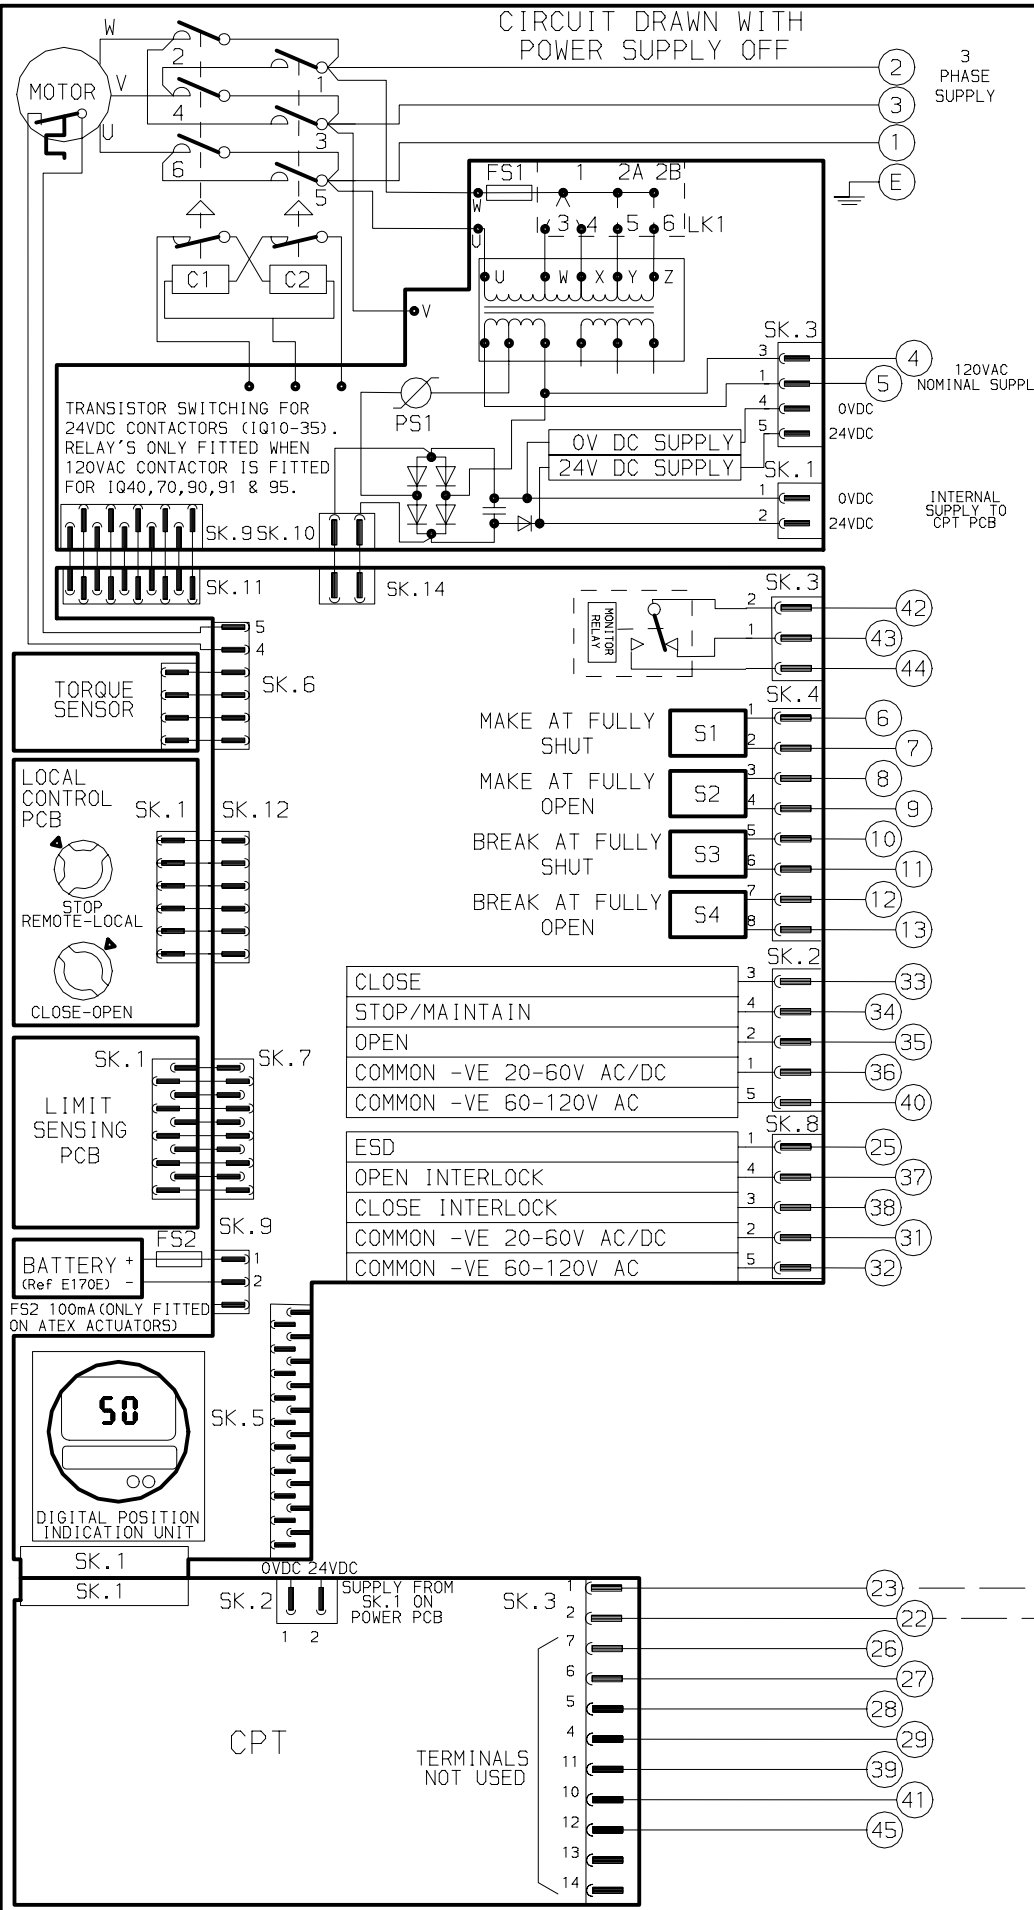 CIRCUIT DRAWN WITH
POWER SUPPLY OFF
W
MOTOR
V
U
2
1
4
3
6
5
2
3
1
E
3
PHASE
SUPPLY
C1
C2
FS1
1
2A
2B
W
U
3
4
5
6
LK1
U
W
X
Y
Z
V
PS1
TRANSISTOR SWITCHING FOR
24VDC CONTACTORS (IQ10-35).
RELAY'S ONLY FITTED WHEN
120VAC CONTACTOR IS FITTED
FOR IQ40,70,90,91 & 95.
SK.3
3
4
1
5
120VAC
NOMINAL SUPPL
4
0VDC
5
24VDC
0V DC SUPPLY
24V DC SUPPLY
SK.1
1
0VDC
2
24VDC
INTERNAL
SUPPLY TO
CPT PCB
SK.9
SK.10
SK.11
SK.14
MONITOR
RELAY
SK.3
2
42
1
43
44
5
4
SK.6
TORQUE
SENSOR
SK.4
MAKE AT FULLY
SHUT
S1
1
6
2
7
MAKE AT FULLY
OPEN
S2
3
8
4
9
BREAK AT FULLY
SHUT
S3
5
10
6
11
BREAK AT FULLY
OPEN
S4
7
12
8
13
LOCAL
CONTROL
PCB
SK.1
SK.12
STOP
REMOTE-LOCAL
CLOSE-OPEN
SK.2
CLOSE
3
33
STOP/MAINTAIN
4
34
OPEN
2
35
COMMON -VE 20-60V AC/DC
1
36
COMMON -VE 60-120V AC
5
40
SK.8
ESD
1
25
OPEN INTERLOCK
4
37
CLOSE INTERLOCK
3
38
COMMON -VE 20-60V AC/DC
2
31
COMMON -VE 60-120V AC
5
32
LIMIT
SENSING
PCB
SK.1
SK.7
SK.9
BATTERY
(Ref E170E)
+
-
FS2
1
2
FS2 100mA(ONLY FITTED
ON ATEX ACTUATORS)
50
DIGITAL POSITION
INDICATION UNIT
SK.5
SK.1
SK.1
0VDC 24VDC
SK.2
1 2
SUPPLY FROM
SK.1 ON
POWER PCB
CPT
SK.3
1
23
2
22
7
26
6
27
5
28
4
29
11
39
10
41
12
45
13
14
TERMINALS
NOT USED